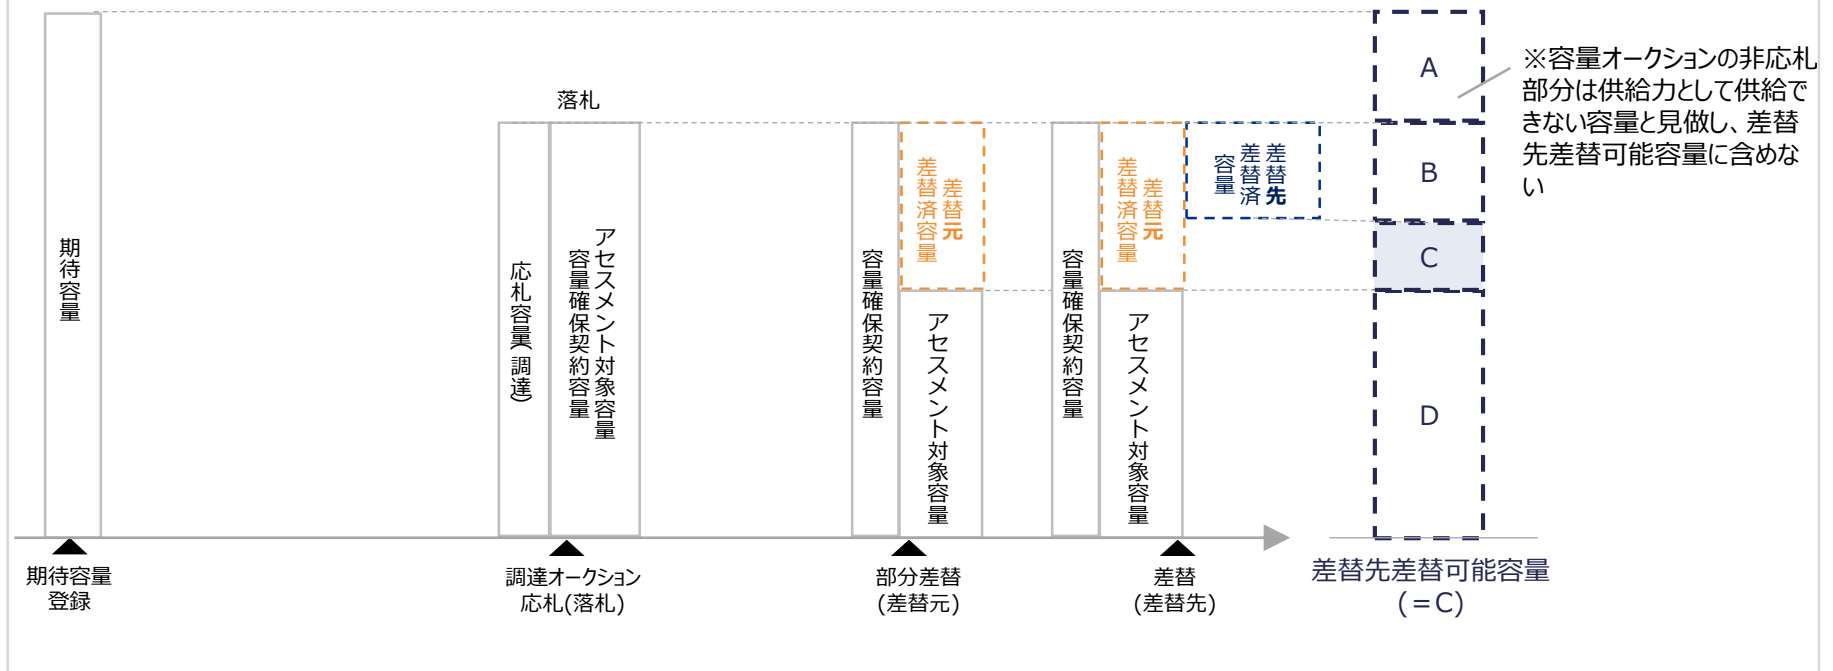 期待容量
落札
応札容量(調達)
アセスメント対象容量
容量確保契約容量
容量確保契約容量
差替元
差替済容量
アセスメント対象容量
容量確保契約容量
差替元
差替済容量
アセスメント対象容量
差替先
差替済
容量
A
B
C
D
※容量オークションの非応札
部分は供給力として供給で
きない容量と見做し、差替
先差替可能容量に含めな
い
期待容量
登録
調達オークション
応札(落札)
部分差替
(差替元)
差替
(差替先)
差替先差替可能容量
(=C)